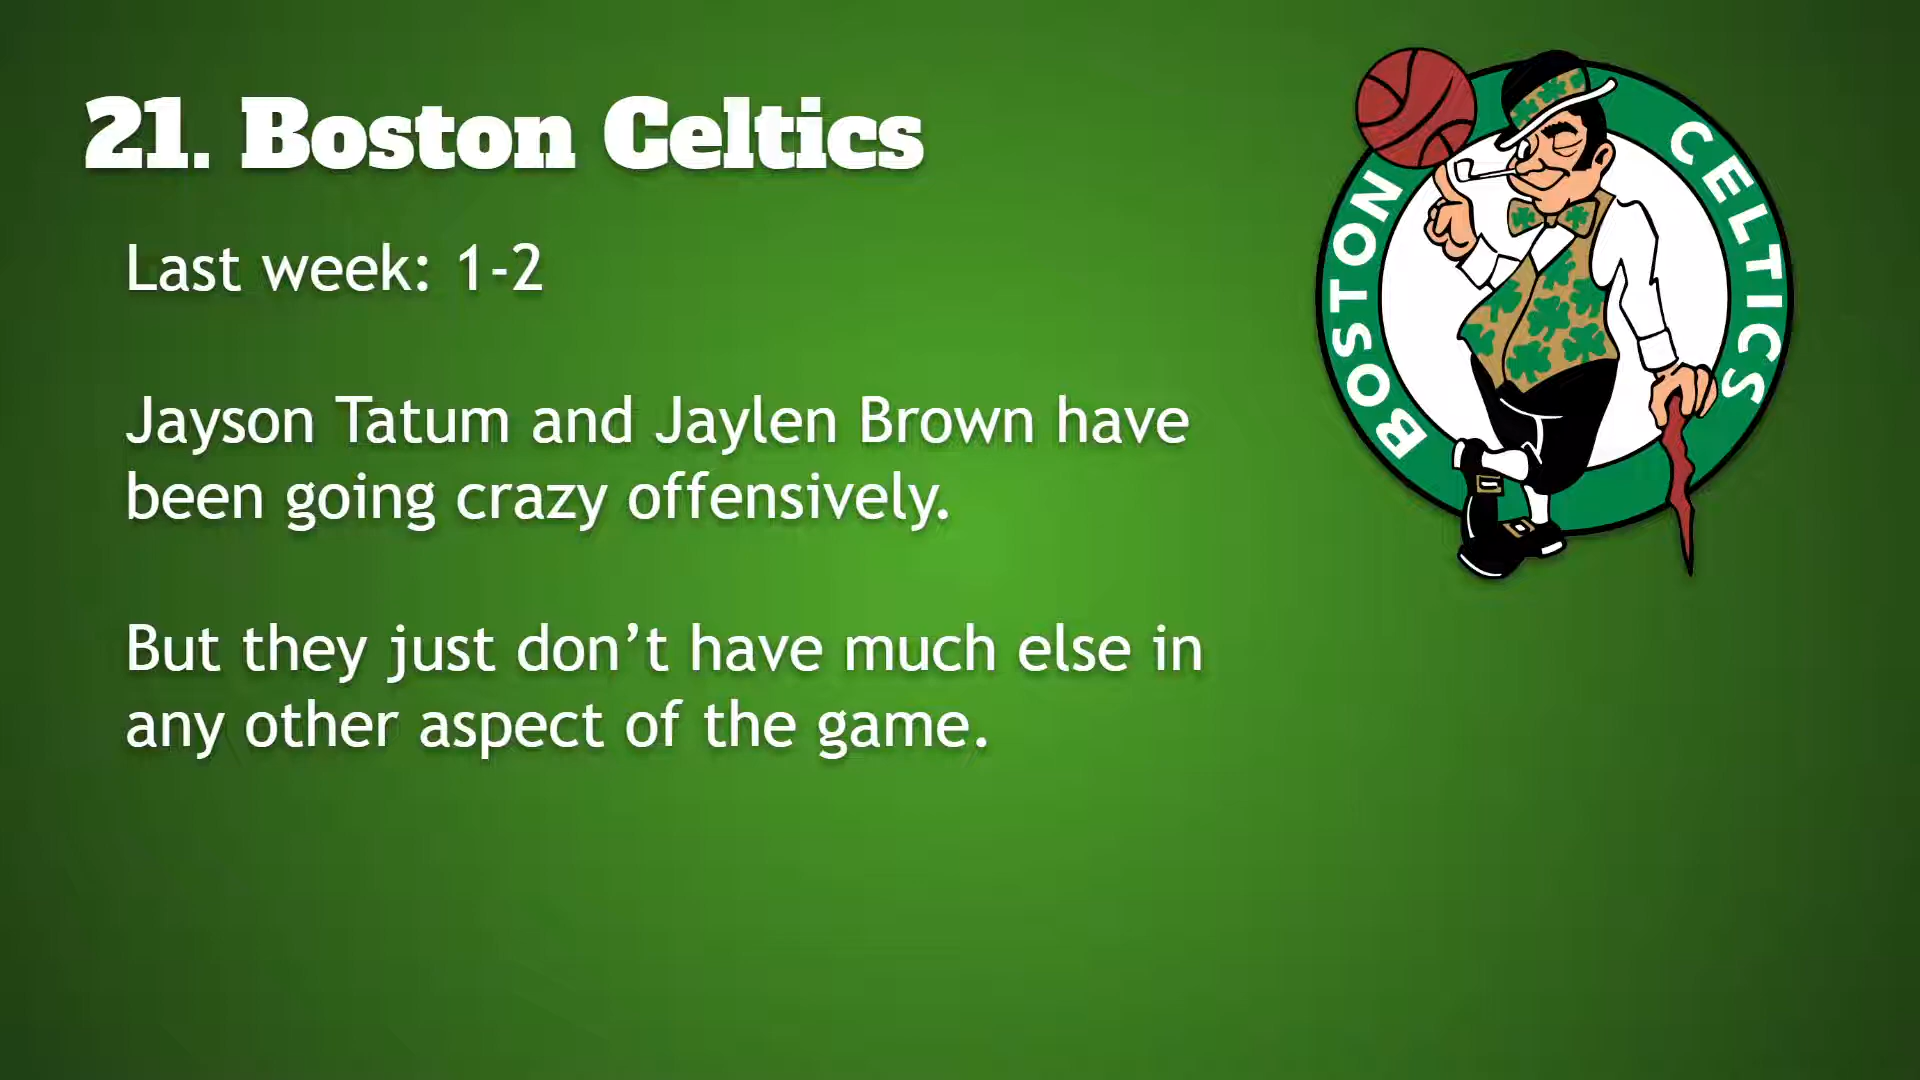 21. Boston Celtics
Last week: 1-2
Jayson Tatum and Jaylen Brown have
been going crazy offensively.
But they just don’t have much else in
any other aspect of the game.
BOSTON CELTICS